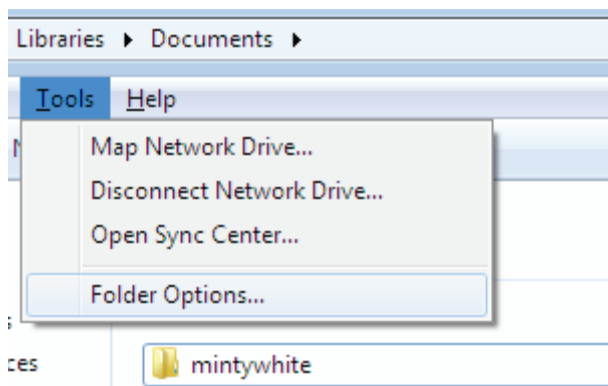 Libraries ▸ Documents ▸
Tools Help
Map Network Drive...
Disconnect Network Drive...
Open Sync Center...
Folder Options...
mintywhite